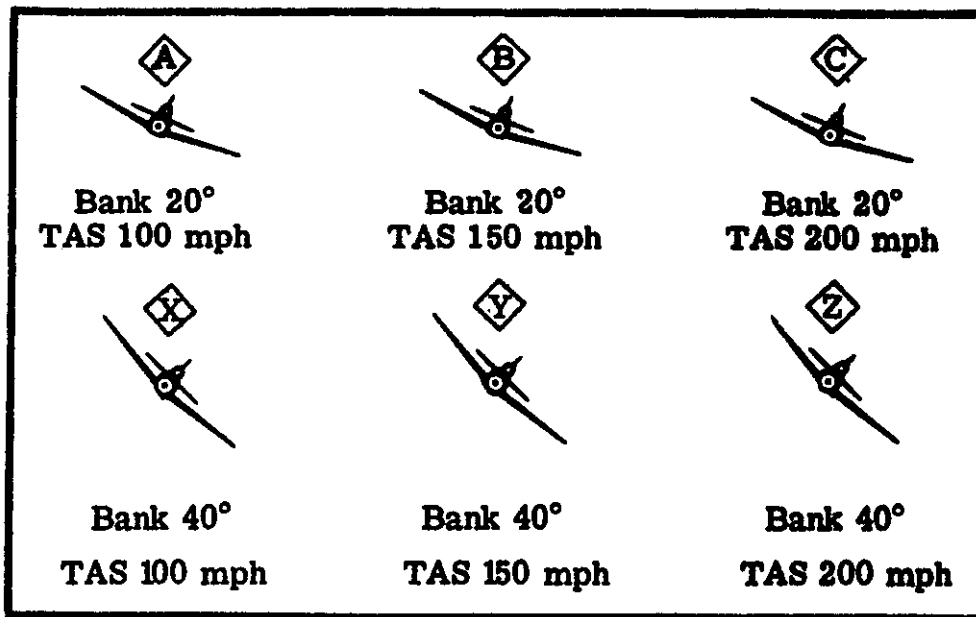 A B C
Bank 20° Bank 20° Bank 20°
TAS 100 mph TAS 150 mph TAS 200 mph
X Y Z
Bank 40° Bank 40° Bank 40°
TAS 100 mph TAS 150 mph TAS 200 mph